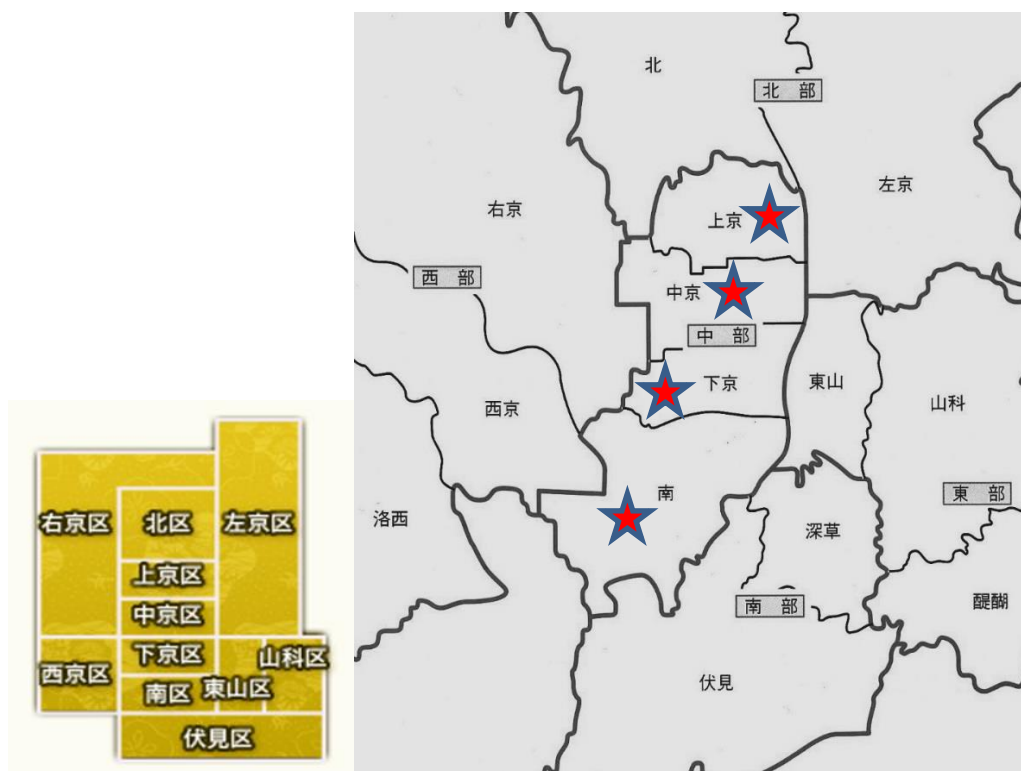 右京区
北区
左京区
上京区
中京区
西京区
下京区
山科区
南区
東山区
伏見区
北
北部
左京
右京
上京
西部
中京
中部
下京
東山
西京
山科
南
東部
洛西
深草
南部
醍醐
伏見